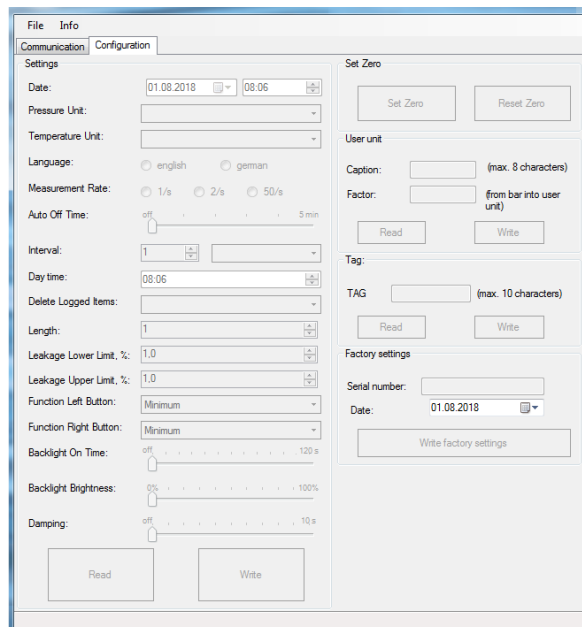 File Info
Communication Configuration
Settings
Date: 01.08.2018 08:06
Pressure Unit:
Temperature Unit:
Language: english german
Measurement Rate: 1/s 2/s 50/s
Auto Off Time: off 5 min
Interval: 1
Day time: 08:06
Delete Logged Items:
Length: 1
Leakage Lower Limit, %: 1,0
Leakage Upper Limit, %: 1,0
Function Left Button: Minimum
Function Right Button: Minimum
Backlight On Time: off 120 s
Backlight Brightness: 0% 100%
Damping: off 10 s
Read Write
Set Zero
Set Zero Reset Zero
User unit
Caption: (max. 8 characters)
Factor: (from bar into user
unit)
Read Write
Tag:
TAG (max. 10 characters)
Read Write
Factory settings
Serial number:
Date: 01.08.2018
Write factory settings